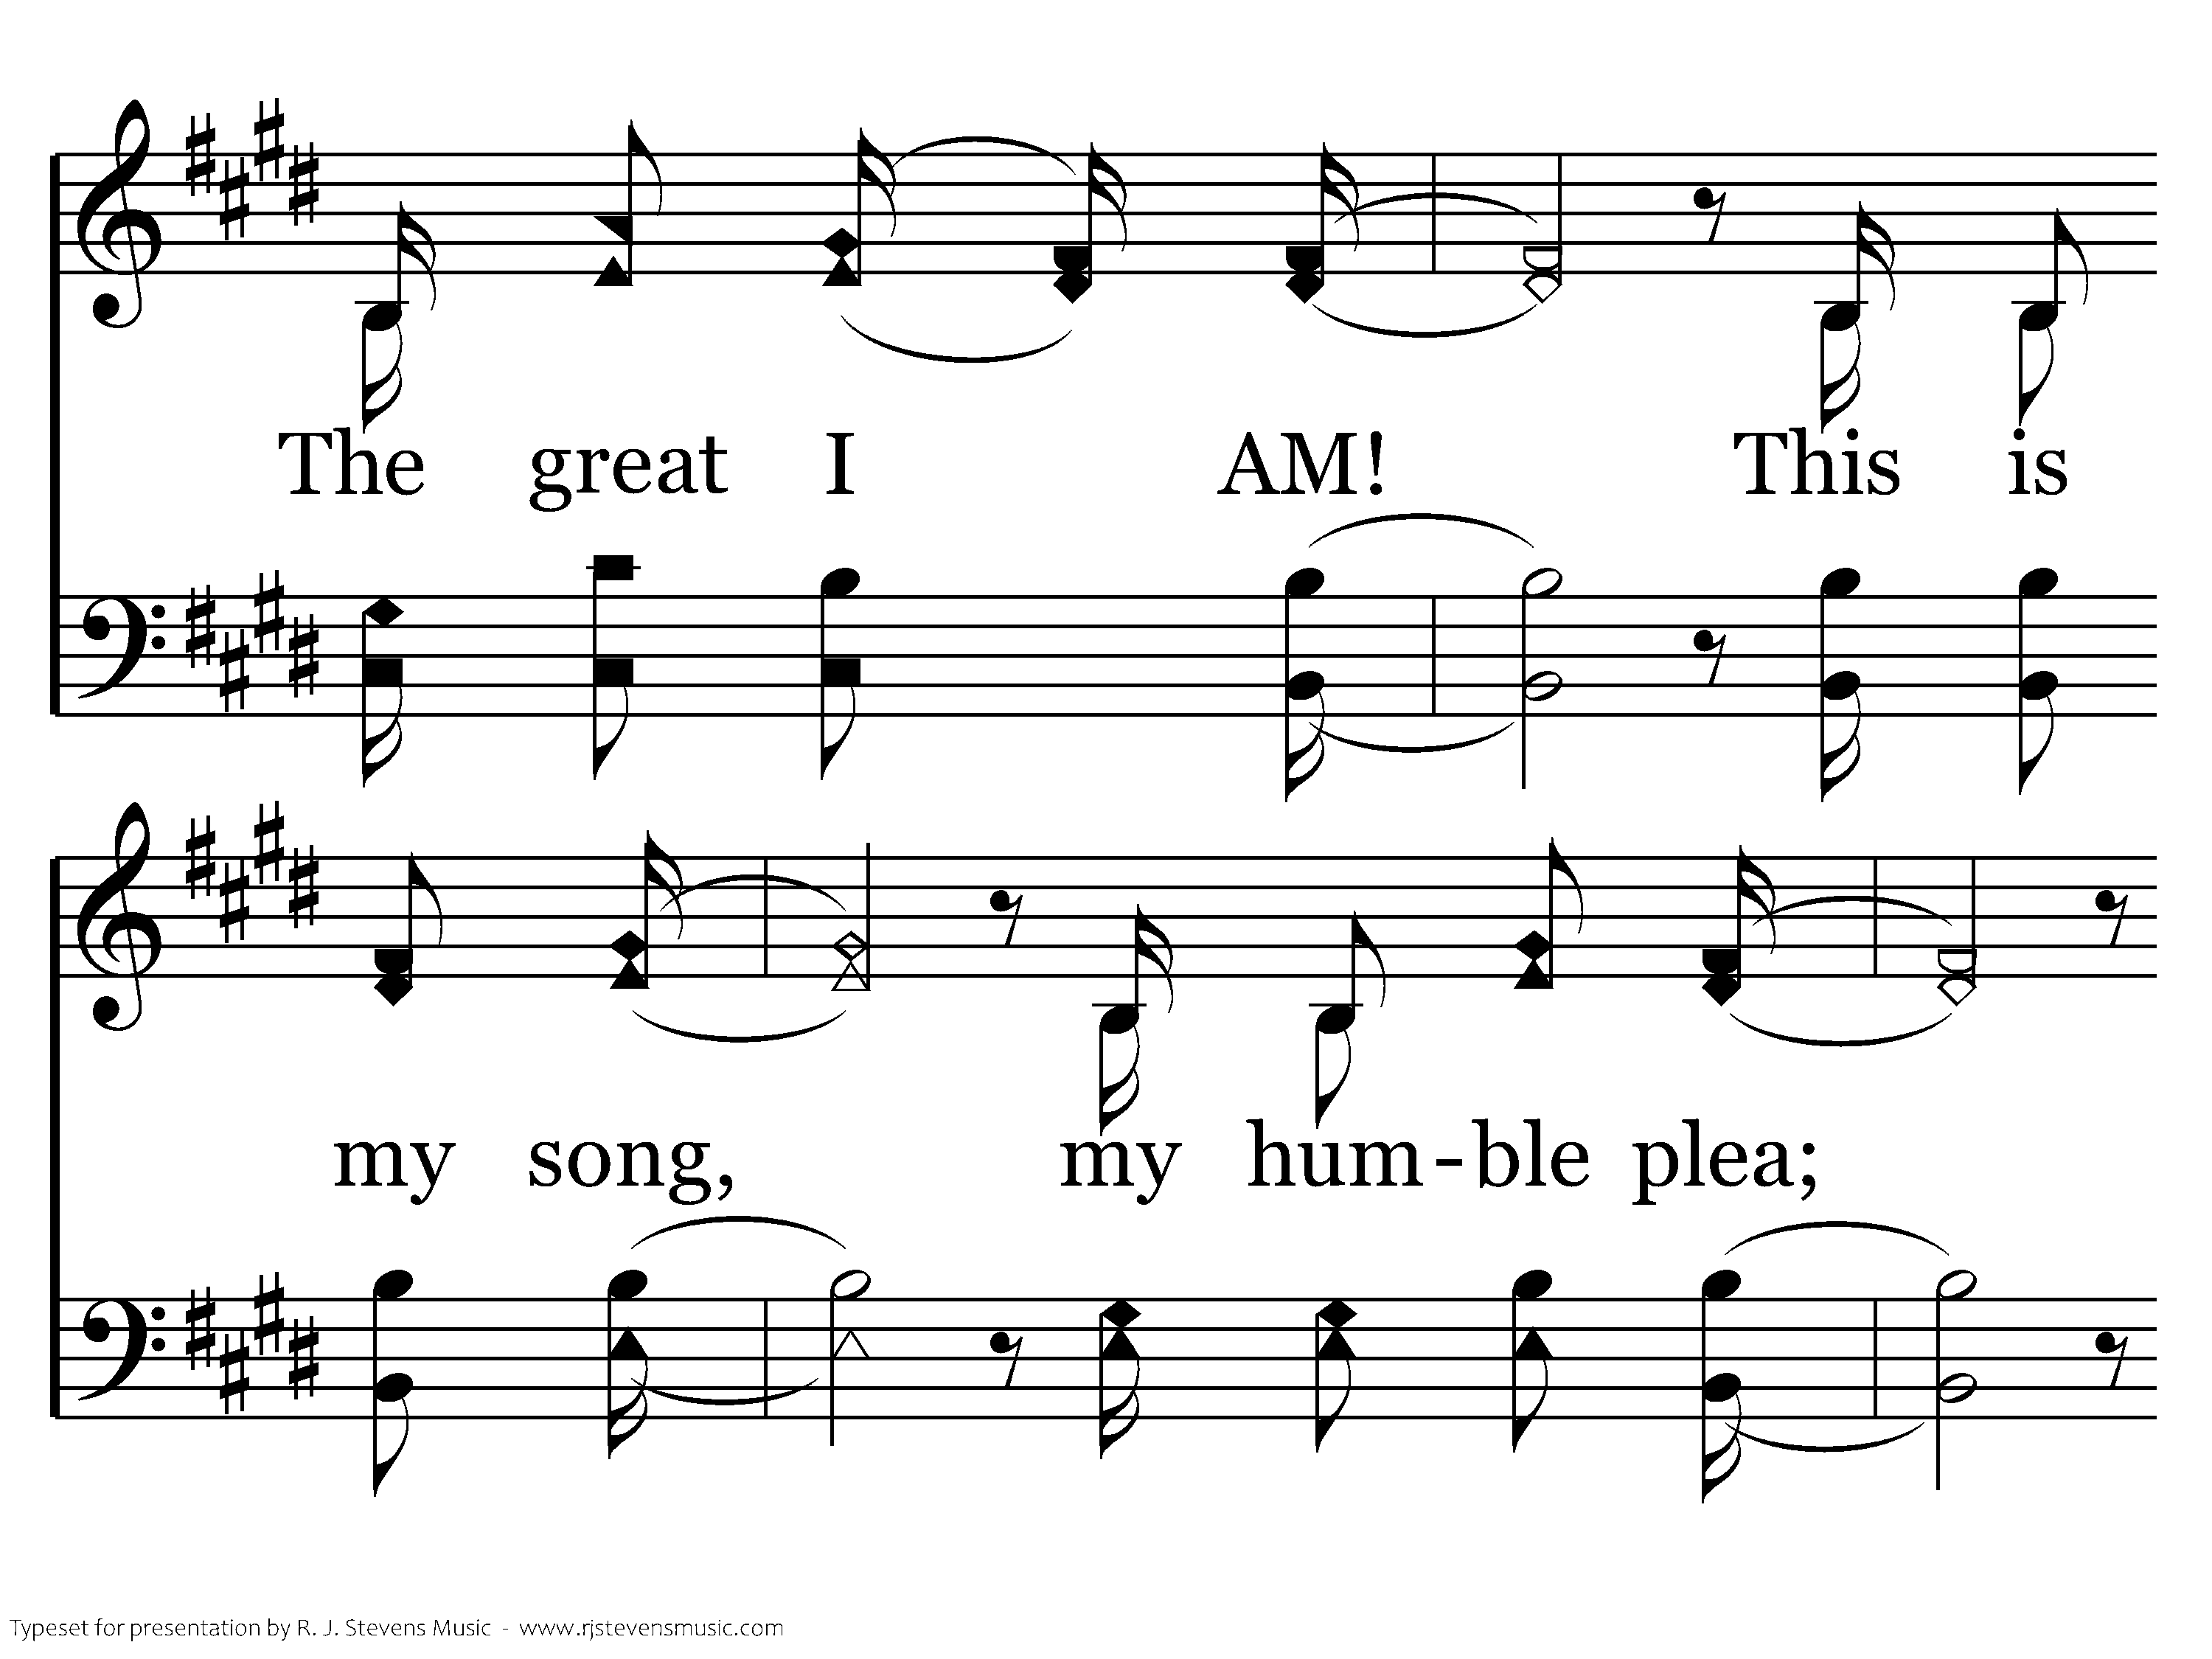 The great I AM! This is
my song, my hum-ble plea;
Typeset for presentation by R. J. Stevens Music - www.rjstevensmusic.com